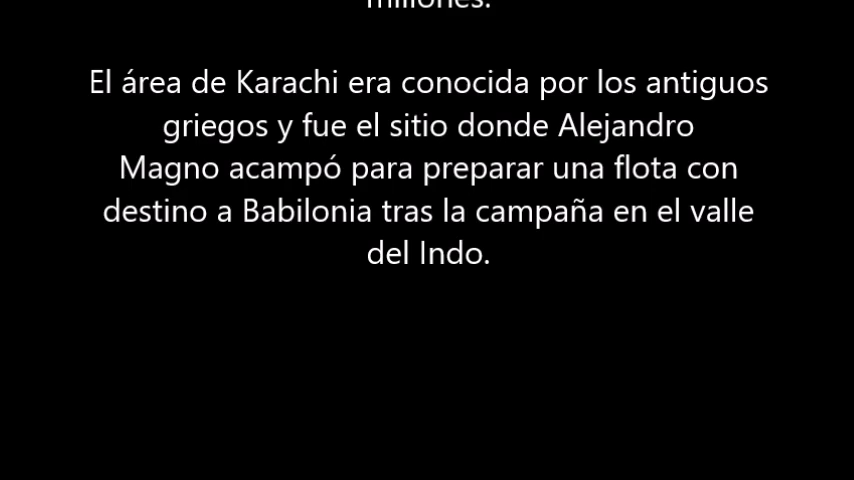 millones.
El área de Karachi era conocida por los antiguos
griegos y fue el sitio donde Alejandro
Magno acampó para preparar una flota con
destino a Babilonia tras la campaña en el valle
del Indo.